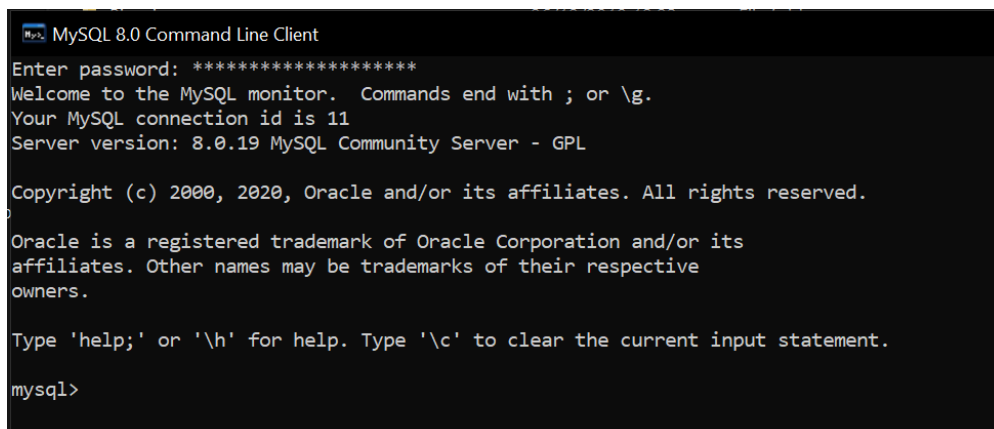 MySQL 8.0 Command Line Client
Enter password: ********************
Welcome to the MySQL monitor.  Commands end with ; or \g.
Your MySQL connection id is 11
Server version: 8.0.19 MySQL Community Server - GPL
Copyright (c) 2000, 2020, Oracle and/or its affiliates. All rights reserved.
Oracle is a registered trademark of Oracle Corporation and/or its
affiliates. Other names may be trademarks of their respective
owners.
Type 'help;' or '\h' for help. Type '\c' to clear the current input statement.
mysql>